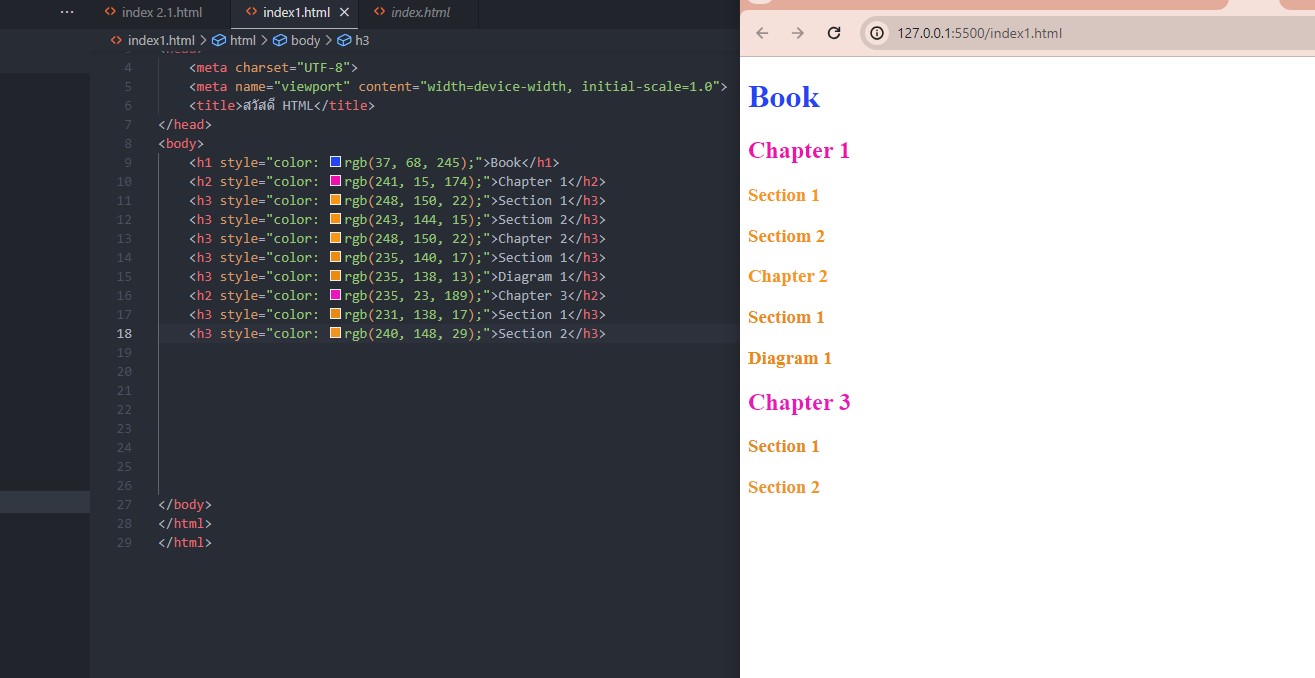 ··· index 2.1.html index1.html × index.html
index1.html > html > body > h3
3 <head>
4 <meta charset="UTF-8">
5 <meta name="viewport" content="width=device-width, initial-scale=1.0">
6 <title>สวัสดี HTML</title>
7 </head>
8 <body>
9 <h1 style="color: rgb(37, 68, 245);">Book</h1>
10 <h2 style="color: rgb(241, 15, 174);">Chapter 1</h2>
11 <h3 style="color: rgb(248, 150, 22);">Section 1</h3>
12 <h3 style="color: rgb(243, 144, 15);">Sectiom 2</h3>
13 <h3 style="color: rgb(248, 150, 22);">Chapter 2</h3>
14 <h3 style="color: rgb(235, 140, 17);">Sectiom 1</h3>
15 <h3 style="color: rgb(235, 138, 13);">Diagram 1</h3>
16 <h2 style="color: rgb(235, 23, 189);">Chapter 3</h2>
17 <h3 style="color: rgb(231, 138, 17);">Section 1</h3>
18 <h3 style="color: rgb(240, 148, 29);">Section 2</h3>
19
20
21
22
23
24
25
26
27 </body>
28 </html>
29 </html>
127.0.0.1:5500/index1.html
Book
Chapter 1
Section 1
Sectiom 2
Chapter 2
Sectiom 1
Diagram 1
Chapter 3
Section 1
Section 2